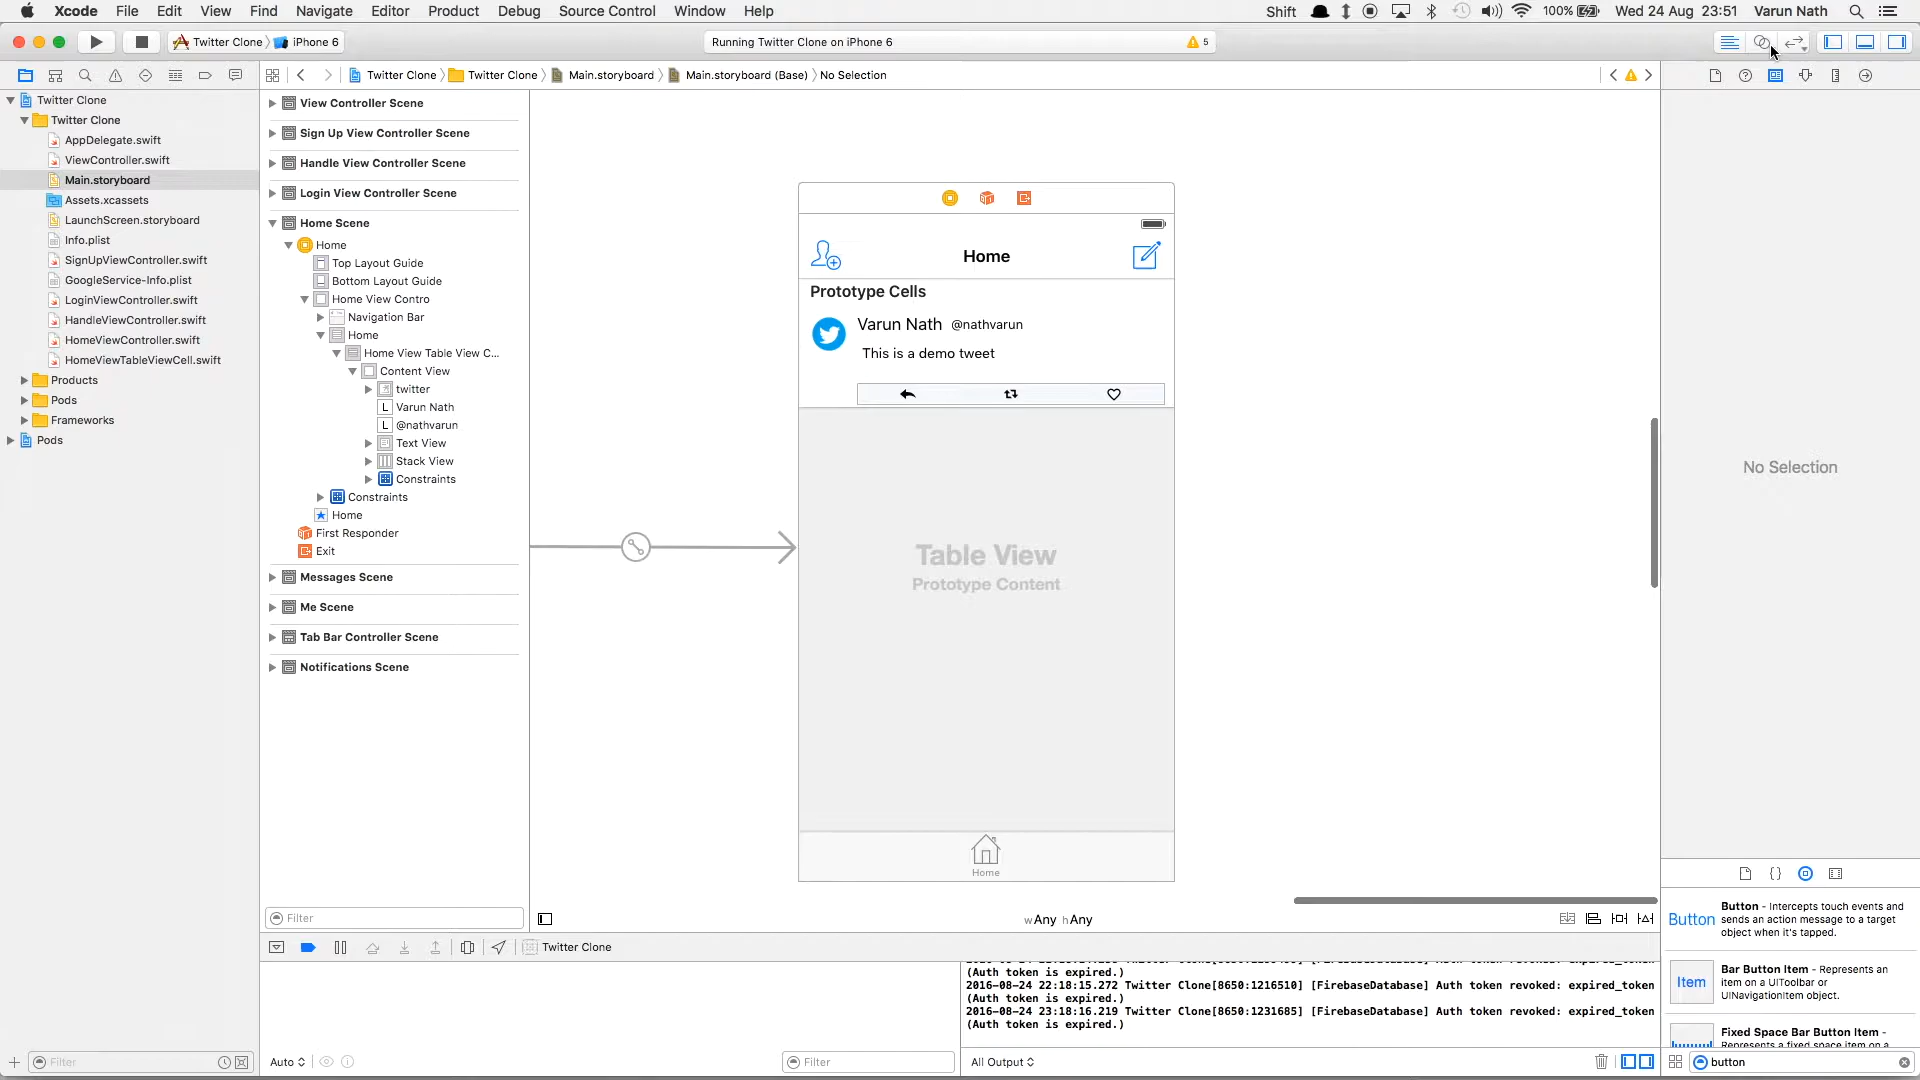 Xcode File Edit View Find Navigate Editor Product Debug Source Control Window Help Shift 100% Wed 24 Aug 23:51 Varun Nath
Twitter Clone iPhone 6
Running Twitter Clone on iPhone 6
5
Twitter Clone Twitter Clone Main.storyboard Main.storyboard (Base) No Selection
Twitter Clone
Twitter Clone
AppDelegate.swift
ViewController.swift
Main.storyboard
Assets.xcassets
LaunchScreen.storyboard
Info.plist
SignUpViewController.swift
GoogleService-Info.plist
LoginViewController.swift
HandleViewController.swift
HomeViewController.swift
HomeViewTableViewCell.swift
Products
Pods
Frameworks
Pods
Filter
View Controller Scene
Sign Up View Controller Scene
Handle View Controller Scene
Login View Controller Scene
Home Scene
Home
Top Layout Guide
Bottom Layout Guide
Home View Contro
Navigation Bar
Home
Home View Table View C...
Content View
twitter
L Varun Nath
L @nathvarun
Text View
Stack View
Constraints
Constraints
Home
First Responder
Exit
Messages Scene
Me Scene
Tab Bar Controller Scene
Notifications Scene
Filter
Home
Prototype Cells
Varun Nath @nathvarun
This is a demo tweet
Table View
Prototype Content
Home
wAny hAny
Twitter Clone
(Auth token is expired.)
2016-08-24 22:18:15.272 Twitter Clone[8650:1216510] [FirebaseDatabase] Auth token revoked: expired_token
(Auth token is expired.)
2016-08-24 23:18:16.219 Twitter Clone[8650:1231685] [FirebaseDatabase] Auth token revoked: expired_token
(Auth token is expired.)
Auto
Filter
All Output
No Selection
Button Button - Intercepts touch events and
sends an action message to a target
object when it's tapped.
Item Bar Button Item - Represents an
item on a UIToolbar or
UINavigationItem object.
Fixed Space Bar Button Item -
Represents a fixed space item on a
button